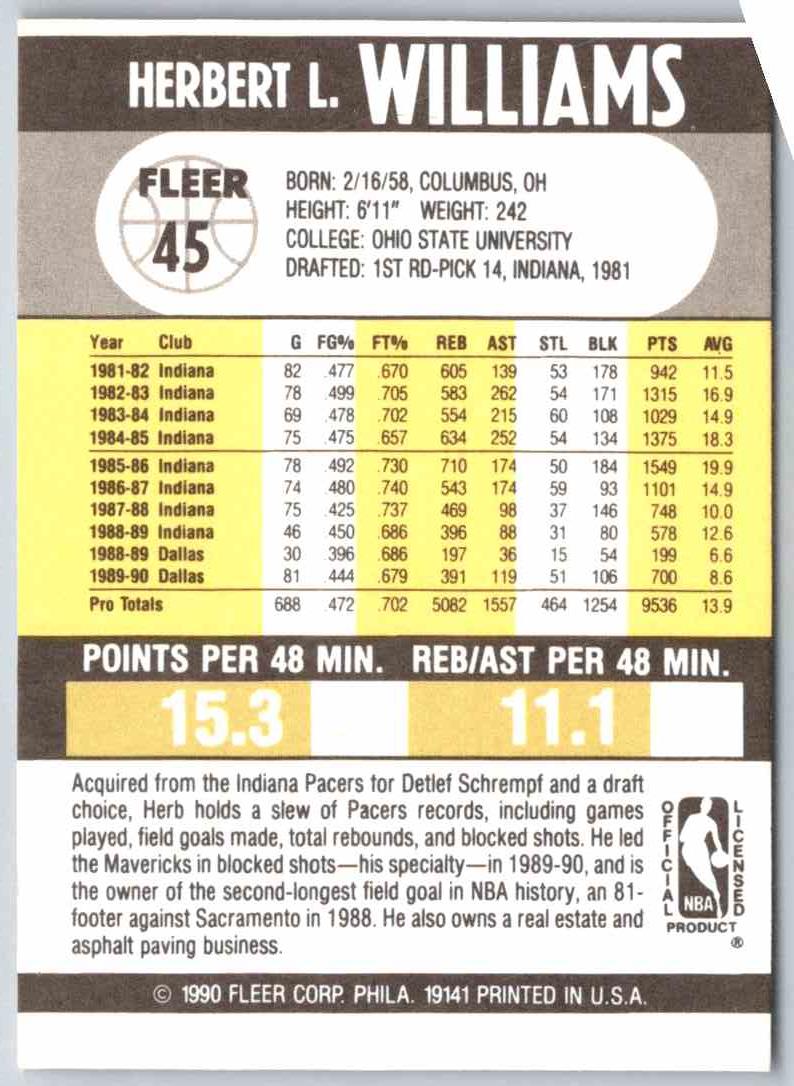 HERBERT L. WILLIAMS
FLEER
45
BORN: 2/16/58, COLUMBUS, OH
HEIGHT: 6'11" WEIGHT: 242
COLLEGE: OHIO STATE UNIVERSITY
DRAFTED: 1ST RD-PICK 14, INDIANA, 1981
Year Club G FG% FT% REB AST STL BLK PTS AVG
1981-82 Indiana 82 .477 .670 605 139 53 178 942 11.5
1982-83 Indiana 78 .499 .705 583 262 54 171 1315 16.9
1983-84 Indiana 69 .478 .702 554 215 60 108 1029 14.9
1984-85 Indiana 75 .475 .657 634 252 54 134 1375 18.3
1985-86 Indiana 78 .492 .730 710 174 50 184 1549 19.9
1986-87 Indiana 74 .480 .740 543 174 59 93 1101 14.9
1987-88 Indiana 75 .425 .737 469 98 37 146 748 10.0
1988-89 Indiana 46 .450 .686 396 88 31 80 578 12.6
1988-89 Dallas 30 .396 .686 197 36 15 54 199 6.6
1989-90 Dallas 81 .444 .679 391 119 51 106 700 8.6
Pro Totals 688 .472 .702 5082 1557 464 1254 9536 13.9
POINTS PER 48 MIN. REB/AST PER 48 MIN.
15.3 11.1
Acquired from the Indiana Pacers for Detlef Schrempf and a draft
choice, Herb holds a slew of Pacers records, including games
played, field goals made, total rebounds, and blocked shots. He led
the Mavericks in blocked shots—his specialty—in 1989-90, and is
the owner of the second-longest field goal in NBA history, an 81-
footer against Sacramento in 1988. He also owns a real estate and
asphalt paving business.
OFFICIAL
LICENSED
NBA
PRODUCT
®
© 1990 FLEER CORP. PHILA. 19141 PRINTED IN U.S.A.